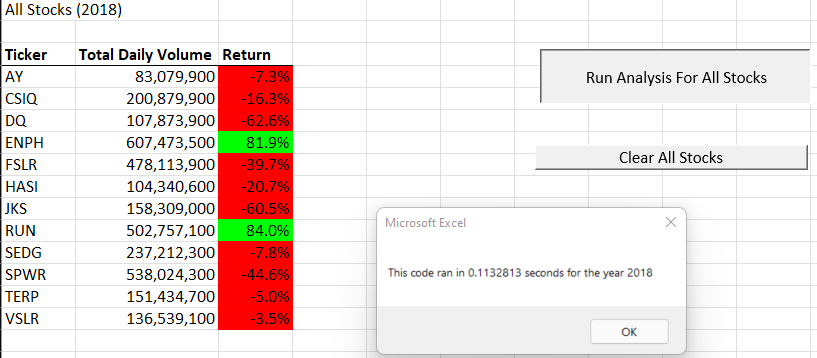 All Stocks (2018)
Ticker Total Daily Volume Return
AY 83,079,900 -7.3%
CSIQ 200,879,900 -16.3%
DQ 107,873,900 -62.6%
ENPH 607,473,500 81.9%
FSLR 478,113,900 -39.7%
HASI 104,340,600 -20.7%
JKS 158,309,000 -60.5%
RUN 502,757,100 84.0%
SEDG 237,212,300 -7.8%
SPWR 538,024,300 -44.6%
TERP 151,434,700 -5.0%
VSLR 136,539,100 -3.5%
Run Analysis For All Stocks
Clear All Stocks
Microsoft Excel
This code ran in 0.1132813 seconds for the year 2018
OK